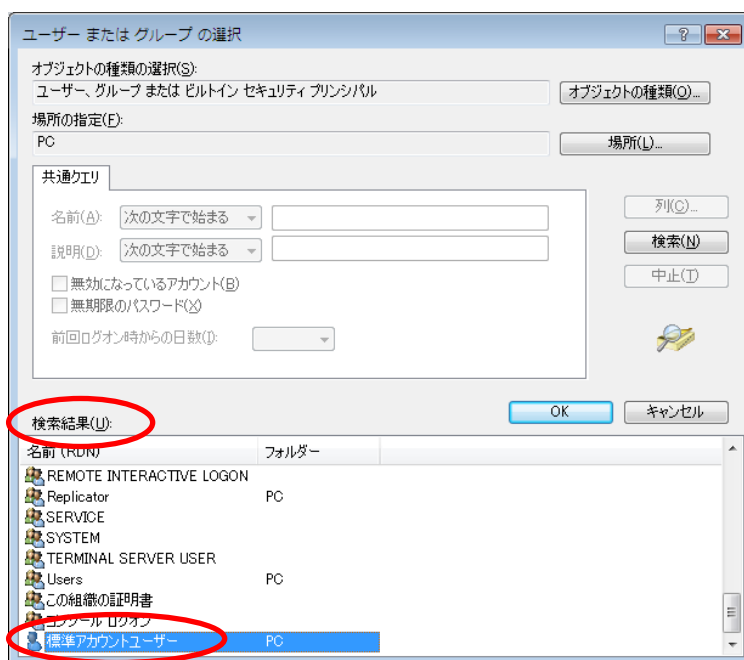 ユーザー または グループ の選択
オブジェクトの種類の選択(S):
ユーザー、グループ または ビルトイン セキュリティ プリンシパル
オブジェクトの種類(O)...
場所の指定(F):
PC
場所(L)...
共通クエリ
名前(A): 次の文字で始まる
列(C)...
説明(D): 次の文字で始まる
検索(N)
無効になっているアカウント(B)
中止(T)
無期限のパスワード(X)
前回ログオン時からの日数(I):
OK
キャンセル
検索結果(U):
名前 (RDN) フォルダー
REMOTE INTERACTIVE LOGON
Replicator PC
SERVICE
SYSTEM
TERMINAL SERVER USER
Users PC
この組織の証明書
コンソール ログオン
標準アカウントユーザー PC